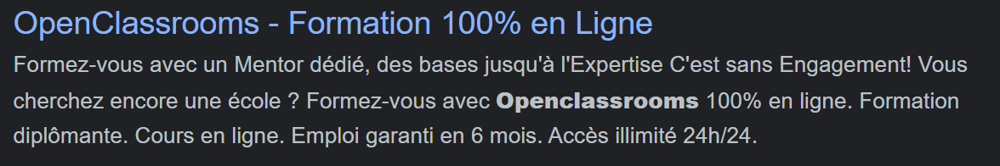 OpenClassrooms - Formation 100% en Ligne
Formez-vous avec un Mentor dédié, des bases jusqu'à l'Expertise C'est sans Engagement! Vous
cherchez encore une école ? Formez-vous avec Openclassrooms 100% en ligne. Formation
diplômante. Cours en ligne. Emploi garanti en 6 mois. Accès illimité 24h/24.